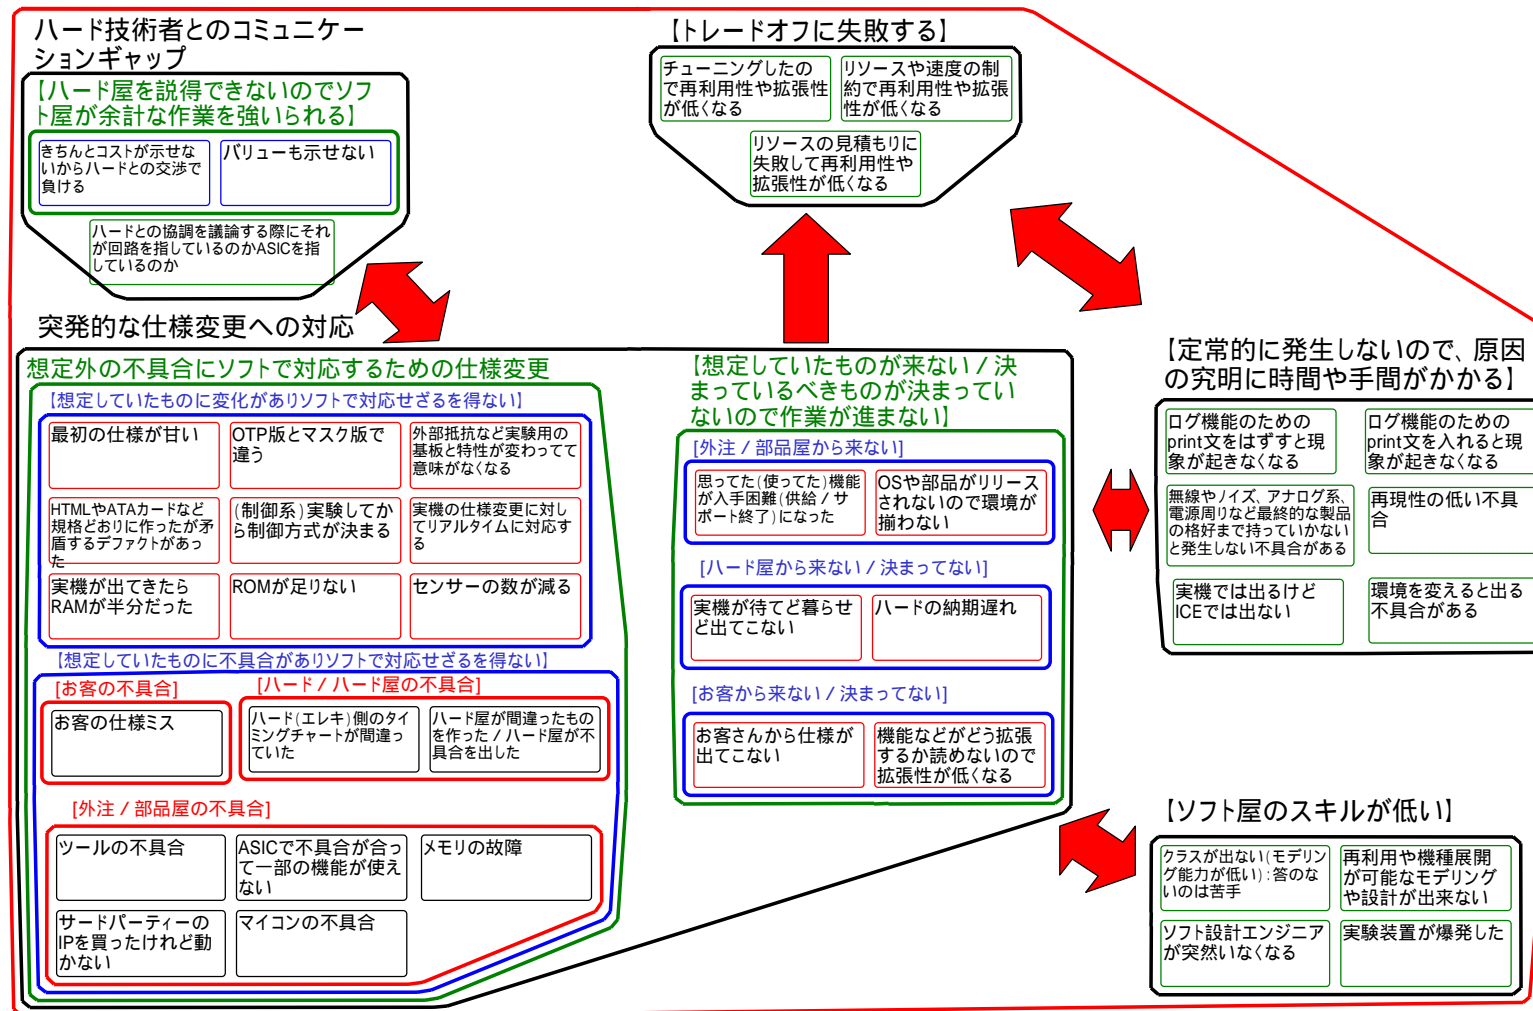 ハード技術者とのコミュニケー
ションギャップ
【ハード屋を説得できないのでソフ
ト屋が余計な作業を強いられる】
きちんとコストが示せな
いからハードとの交渉で
負ける
バリューも示せない
ハードとの協調を議論する際にそれ
が回路を指しているのかASICを指
しているのか
【トレードオフに失敗する】
チューニングしたの
で再利用性や拡張性
が低くなる
リソースや速度の制
約で再利用性や拡張
性が低くなる
リソースの見積もりに
失敗して再利用性や
拡張性が低くなる
突発的な仕様変更への対応
想定外の不具合にソフトで対応するための仕様変更
【想定していたものに変化がありソフトで対応せざるを得ない】
最初の仕様が甘い
OTP版とマスク版で
違う
外部抵抗など実験用の
基板と特性が変わってて
意味がなくなる
HTMLやATAカードなど
規格どおりに作ったが矛
盾するデファクトがあっ
た
(制御系)実験してか
ら制御方式が決まる
実機の仕様変更に対し
てリアルタイムに対応す
る
実機が出てきたら
RAMが半分だった
ROMが足りない
センサーの数が減る
【想定していたものに不具合がありソフトで対応せざるを得ない】
[お客の不具合]
お客の仕様ミス
[ハード/ハード屋の不具合]
ハード(エレキ)側のタイ
ミングチャートが間違っ
ていた
ハード屋が間違ったもの
を作った/ハード屋が不
具合を出した
[外注/部品屋の不具合]
ツールの不具合
ASICで不具合が合っ
て一部の機能が使え
ない
メモリの故障
サードパーティーの
IPを買ったけれど動
かない
マイコンの不具合
【想定していたものが来ない/決
まっているべきものが決まってい
ないので作業が進まない】
[外注/部品屋から来ない]
思ってた(使ってた)機能
が入手困難(供給/サ
ポート終了)になった
OSや部品がリリース
されないので環境が
揃わない
[ハード屋から来ない/決まってない]
実機が待てど暮らせ
ど出てこない
ハードの納期遅れ
[お客から来ない/決まってない]
お客さんから仕様が
出てこない
機能などがどう拡張
するか読めないので
拡張性が低くなる
【定常的に発生しないので、原因
の究明に時間や手間がかかる】
ログ機能のための
print文をはずすと現
象が起きなくなる
ログ機能のための
print文を入れると現
象が起きなくなる
無線やノイズ、アナログ系、
電源周りなど最終的な製品
の格好まで持っていかない
と発生しない不具合がある
再現性の低い不具
合
実機では出るけど
ICEでは出ない
環境を変えると出る
不具合がある
【ソフト屋のスキルが低い】
クラスが出ない(モデリン
グ能力が低い):答のな
いのは苦手
再利用や機種展開
が可能なモデリング
や設計が出来ない
ソフト設計エンジニア
が突然いなくなる
実験装置が爆発した